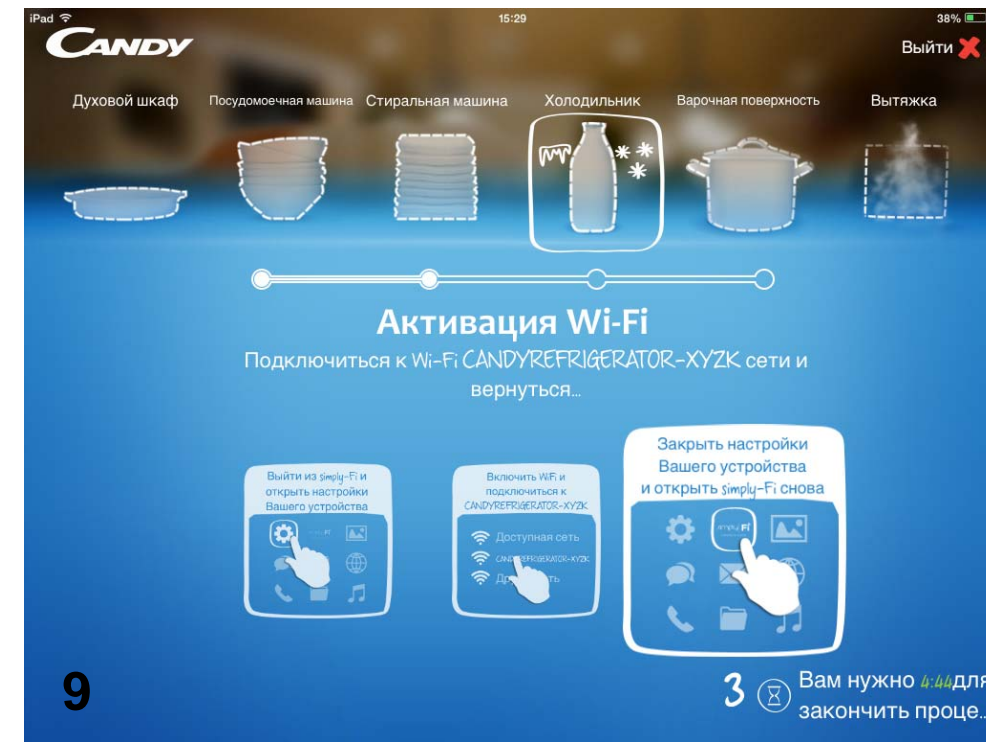 iPad 15:29 38%
CANDY
Выйти
Духовой шкаф Посудомоечная машина Стиральная машина Холодильник Варочная поверхность Вытяжка
Активация Wi-Fi
Подключиться к Wi-Fi CANDYREFRIGERATOR-XYZK сети и
вернуться...
Выйти из simply-Fi и
открыть настройки
Вашего устройства
Включить WiFi и
подключиться к
CANDYREFRIGERATOR-XYZK
Доступная сеть
Закрыть настройки
Вашего устройства
и открыть simply-Fi снова
simply Fi
9
3
Вам нужно 4:44для
закончить проце...